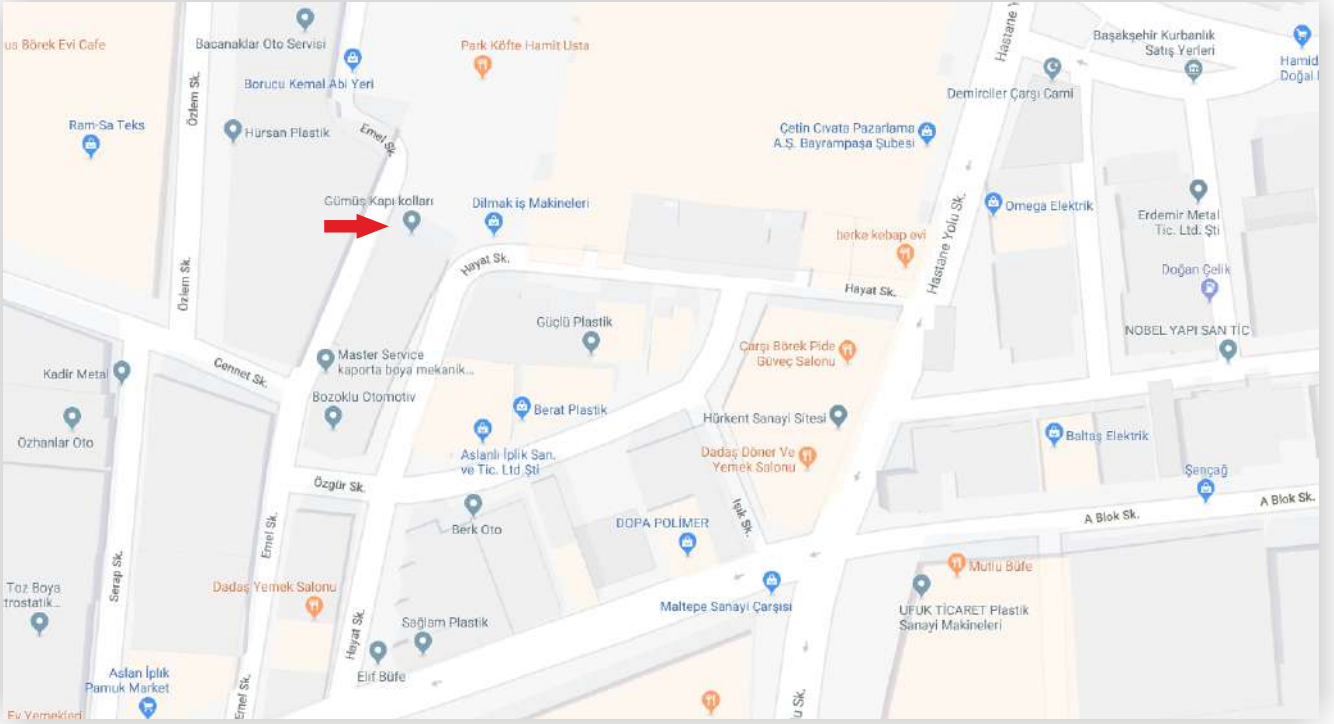 us Börek Evi Cafe
Bacanaklar Oto Servisi
Park Köfte Hamit Usta
Hastane Y
Başakşehir Kurbanlık
Satış Yerleri
Hamid
Doğal
Borucu Kemal Abi Yeri
Demirciler Çarşı Cami
Özlem Sk.
Ram-Sa Teks
Hürsan Plastik
Emel Sk.
Çetin Cıvata Pazarlama
A.Ş. Bayrampaşa Şubesi
Gümüş Kapı kolları
Dilmak iş Makineleri
Omega Elektrik
Erdemir Metal
Tic. Ltd. Şti
berke kebap evi
Hastane Yolu Sk.
Özlem Sk.
Hayat Sk.
Doğan Çelik
Hayat Sk.
Güçlü Plastik
NOBEL YAPI SAN TİC
Çarşı Börek Pide
Güveç Salonu
Master Service
kaporta boya mekanik...
Kadir Metal
Cennet Sk.
Bozoklu Otomotiv
Berat Plastik
Hürkent Sanayi Sitesi
Özhanlar Oto
Baltaş Elektrik
Aslanlı İplik San.
ve Tic. Ltd Şti
Dadaş Döner Ve
Yemek Salonu
Şençağ
Özgür Sk.
A Blok Sk.
A Blok Sk.
Işık Sk.
Berk Oto
DOPA POLİMER
Emel Sk.
Mutlu Büfe
Serap Sk.
Toz Boya
trostatik...
Dadaş Yemek Salonu
Maltepe Sanayi Çarşısı
UFUK TİCARET Plastik
Sanayi Makineleri
Hayat Sk.
Sağlam Plastik
Elif Büfe
Aslan İplik
Pamuk Market
Emel Sk.
u Sk.
Ev Yemekleri